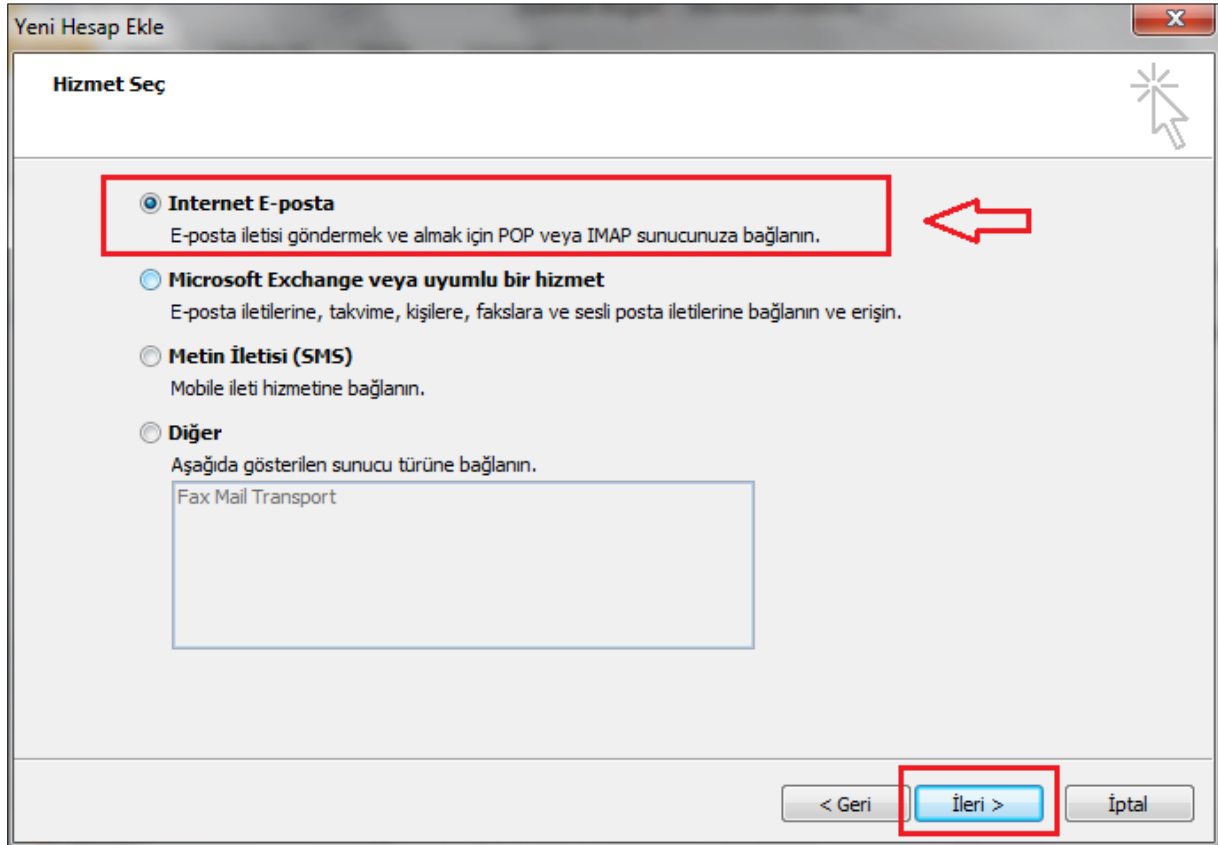 Yeni Hesap Ekle
Hizmet Seç
Internet E-posta
E-posta iletisi göndermek ve almak için POP veya IMAP sunucunuza bağlanın.
Microsoft Exchange veya uyumlu bir hizmet
E-posta iletilerine, takvime, kişilere, fakslara ve sesli posta iletilerine bağlanın ve erişin.
Metin İletisi (SMS)
Mobile ileti hizmetine bağlanın.
Diğer
Aşağıda gösterilen sunucu türüne bağlanın.
Fax Mail Transport
< Geri İleri > İptal